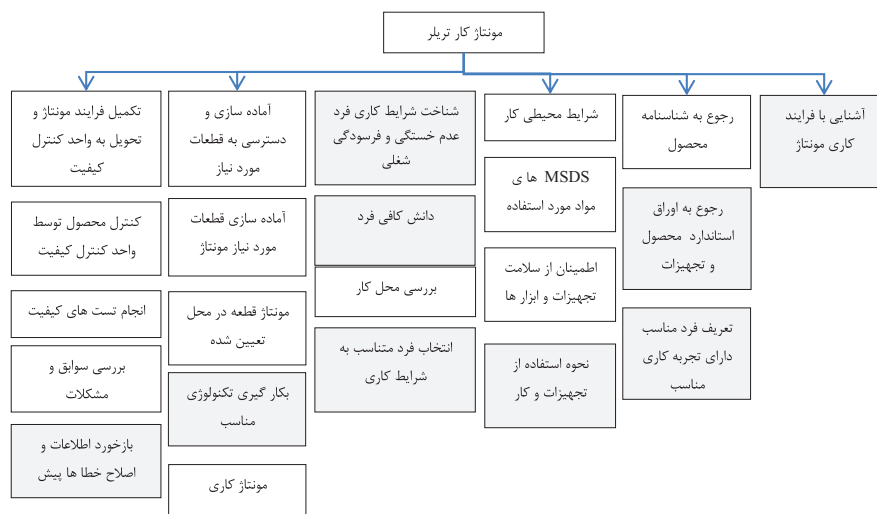 مونتاژ کار تریلر
آشنایی با فرایند
کاری مونتاژ
رجوع به شناسنامه
محصول
رجوع به اوراق
استاندارد محصول
و تجهیزات
تعریف فرد مناسب
دارای تجربه کاری
مناسب
شرایط محیطی کار
MSDS ها ی
مواد مورد استفاده
اطمینان از سلامت
تجهیزات و ابزار ها
نحوه استفاده از
تجهیزات و کار
شناخت شرایط کاری فرد
عدم خستگی و فرسودگی
شغلی
دانش کافی فرد
بررسی محل کار
انتخاب فرد متناسب به
شرایط کاری
آماده سازی و
دسترسی به قطعات
مورد نیاز
آماده سازی قطعات
مورد نیاز مونتاژ
مونتاژ قطعه در محل
تعیین شده
بکار گیری تکنولوژی
مناسب
مونتاژ کاری
تکمیل فرایند مونتاژ و
تحویل به واحد کنترل
کیفیت
کنترل محصول توسط
واحد کنترل کیفیت
انجام تست های کیفیت
بررسی سوابق و
مشکلات
بازخورد اطلاعات و
اصلاح خطا ها پیش